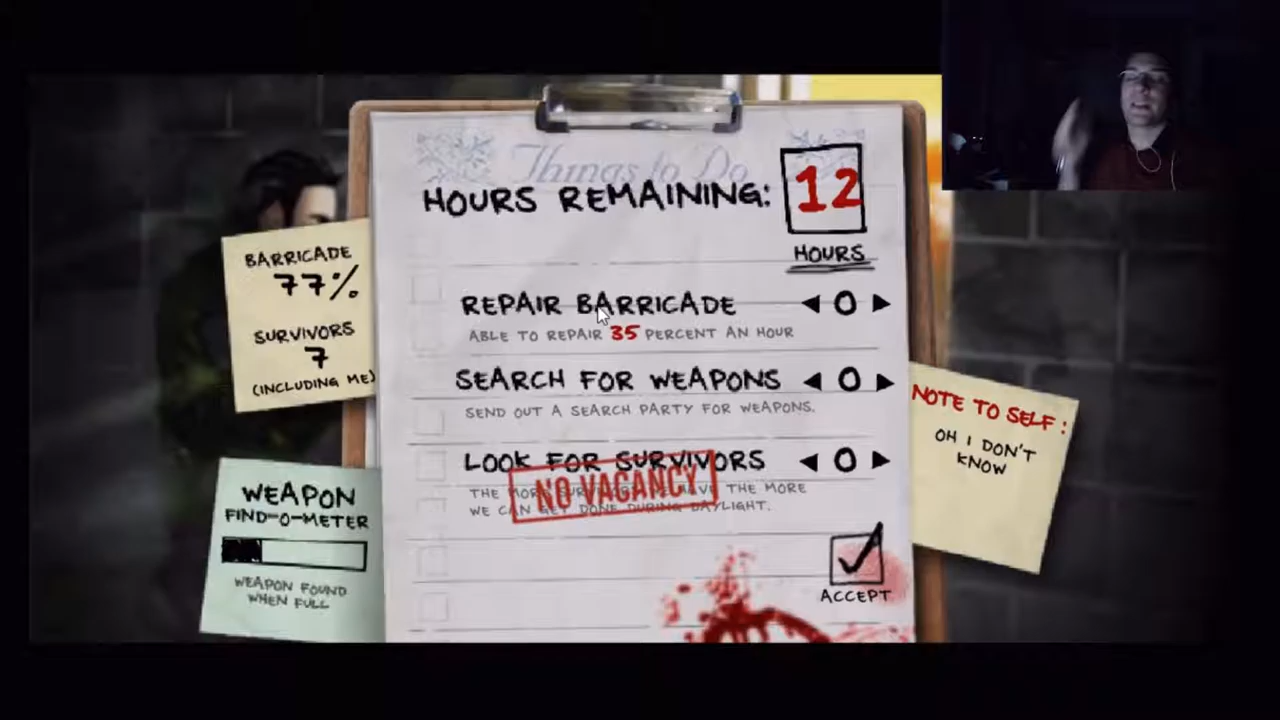 Things to Do
HOURS REMAINING: 12
HOURS
BARRICADE
77%
SURVIVORS
7
(INCLUDING ME)
REPAIR BARRICADE ◀ 0 ▶
ABLE TO REPAIR 35 PERCENT AN HOUR
SEARCH FOR WEAPONS ◀ 0 ▶
SEND OUT A SEARCH PARTY FOR WEAPONS.
LOOK FOR SURVIVORS ◀ 0 ▶
NO VACANCY
THE MORE SURVIVORS WE HAVE THE MORE
WE CAN GET DONE DURING DAYLIGHT.
NOTE TO SELF:
OH I DON'T
KNOW
WEAPON
FIND-O-METER
WEAPON FOUND
WHEN FULL
ACCEPT